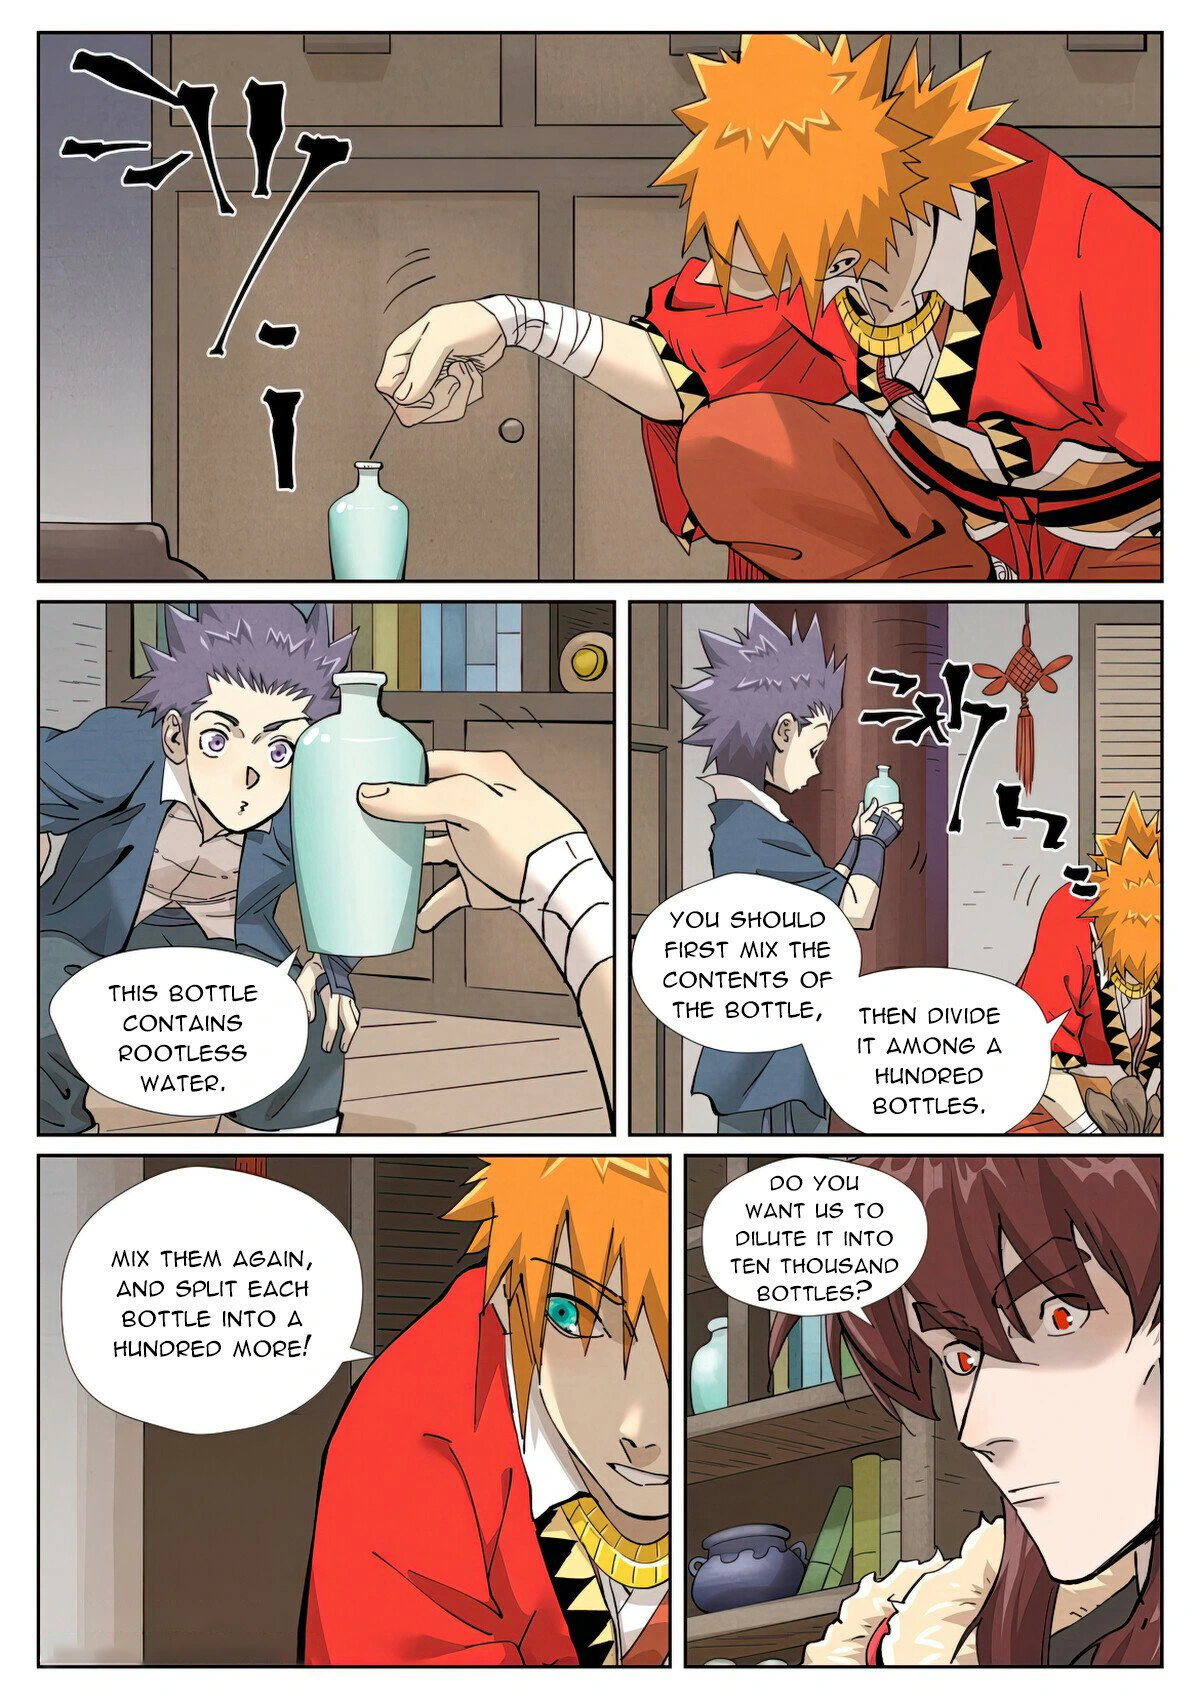 THIS BOTTLE
CONTAINS
ROOTLESS
WATER.
YOU SHOULD
FIRST MIX THE
CONTENTS OF
THE BOTTLE,
THEN DIVIDE
IT AMONG A
HUNDRED
BOTTLES.
MIX THEM AGAIN,
AND SPLIT EACH
BOTTLE INTO A
HUNDRED MORE!
DO YOU
WANT US TO
DILUTE IT INTO
TEN THOUSAND
BOTTLES?